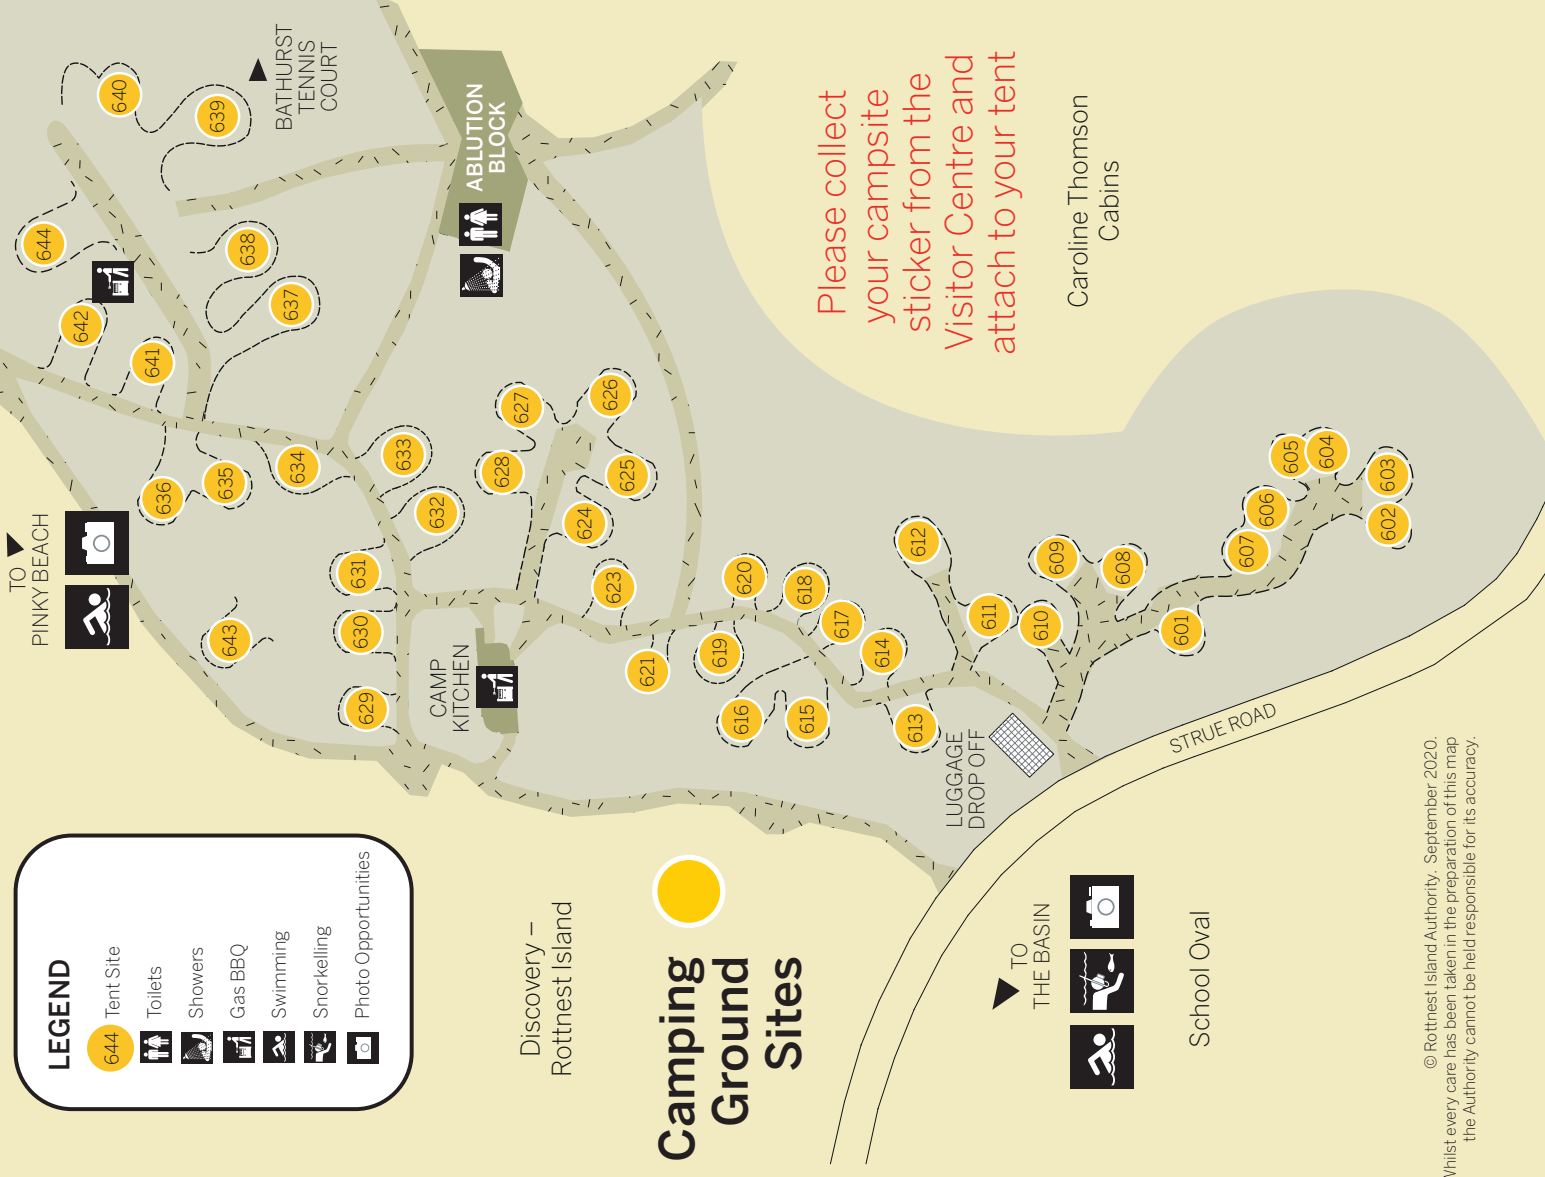 LEGEND
644 Tent Site
Toilets
Showers
Gas BBQ
Swimming
Snorkelling
Photo Opportunities
Discovery –
Rottnest Island
Camping
Ground
Sites
TO
THE BASIN
School Oval
© Rottnest Island Authority. September 2020.
Whilst every care has been taken in the preparation of this map
the Authority cannot be held responsible for its accuracy.
TO
PINKY BEACH
BATHURST
TENNIS
COURT
ABLUTION
BLOCK
CAMP
KITCHEN
LUGGAGE
DROP OFF
STRUE ROAD
Please collect
your campsite
sticker from the
Visitor Centre and
attach to your tent
Caroline Thomson
Cabins
640
639
644
638
637
642
641
636
635
634
633
632
631
630
643
629
628
627
626
625
624
623
621
620
619
618
617
616
615
614
613
612
611
610
609
608
607
606
605
604
603
602
601